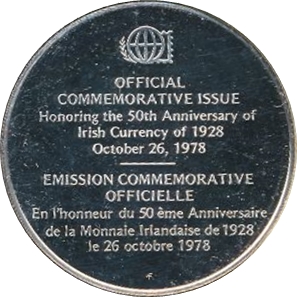 OFFICIAL
COMMEMORATIVE ISSUE
Honoring the 50th Anniversary of
Irish Currency of 1928
October 26, 1978
EMISSION COMMEMORATIVE
OFFICIELLE
En l'honneur du 50 ème Anniversaire
de la Monnaie Irlandaise de 1928
le 26 octobre 1978